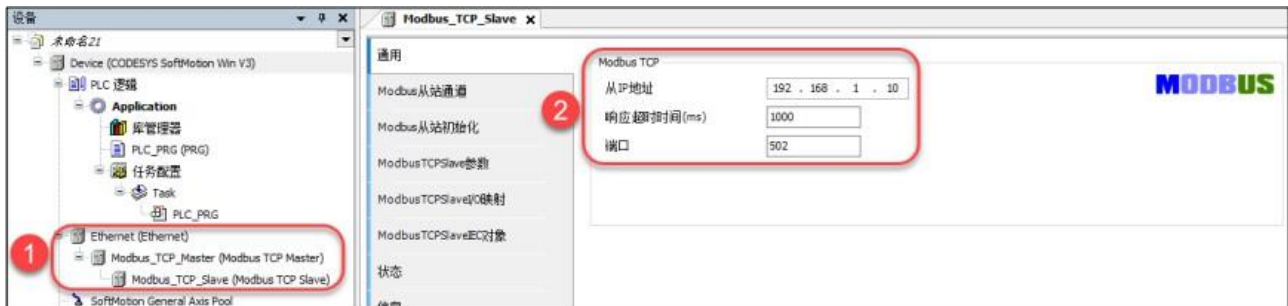 设备
未命名21
Device (CODESYS SoftMotion Win V3)
PLC 逻辑
Application
库管理器
PLC_PRG (PRG)
任务配置
Task
PLC_PRG
Ethernet (Ethernet)
Modbus_TCP_Master (Modbus TCP Master)
Modbus_TCP_Slave (Modbus TCP Slave)
SoftMotion General Axis Pool
1
Modbus_TCP_Slave
通用
Modbus从站通道
Modbus从站初始化
ModbusTCPSlave参数
ModbusTCPSlaveI/O映射
ModbusTCPSlaveIEC对象
状态
信息
2
Modbus TCP
从IP地址 192 . 168 . 1 . 10
响应超时时间(ms) 1000
端口 502
MODBUS